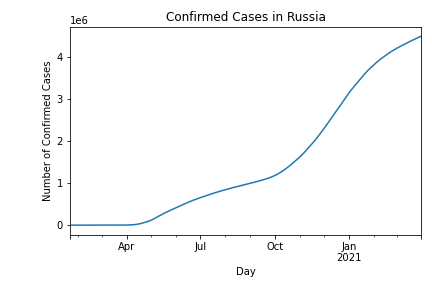 Confirmed Cases in Russia
1e6
Number of Confirmed Cases
4
3
2
1
0
Apr
Jul
Oct
Jan
2021
Day